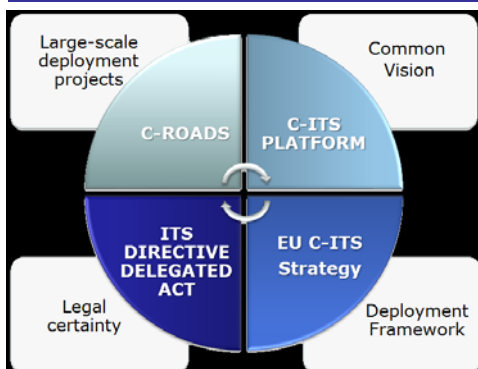 Large-scale
deployment
projects
Common
Vision
C-ROADS
C-ITS
PLATFORM
ITS
DIRECTIVE
DELEGATED
ACT
EU C-ITS
Strategy
Legal
certainty
Deployment
Framework